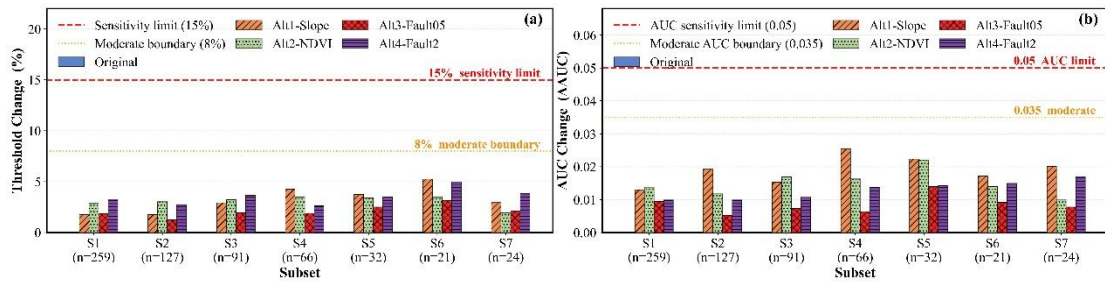 (a)
Sensitivity limit (15%)
Moderate boundary (8%)
Original
Alt1-Slope
Alt2-NDVI
Alt3-Fault05
Alt4-Fault2
15% sensitivity limit
8% moderate boundary
Threshold Change (%)
20
15
10
5
0
S1 S2 S3 S4 S5 S6 S7
(n=259) (n=127) (n=91) (n=66) (n=32) (n=21) (n=24)
Subset
(b)
AUC sensitivity limit (0.05)
Moderate AUC boundary (0.035)
Original
Alt1-Slope
Alt2-NDVI
Alt3-Fault05
Alt4-Fault2
0.05 AUC limit
0.035 moderate
AUC Change (ΔAUC)
0.06
0.05
0.04
0.03
0.02
0.01
0.00
S1 S2 S3 S4 S5 S6 S7
(n=259) (n=127) (n=91) (n=66) (n=32) (n=21) (n=24)
Subset